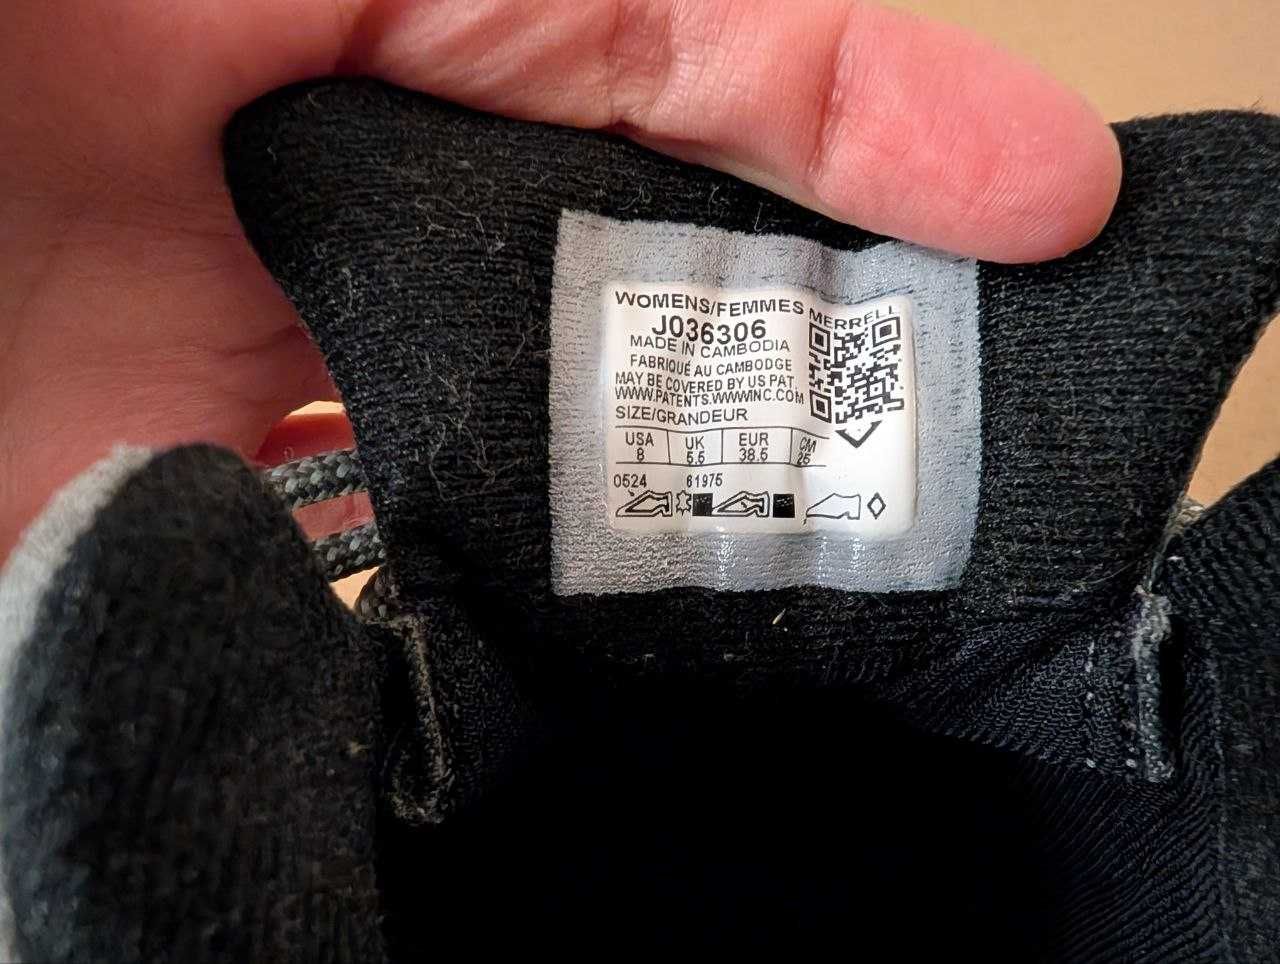 WOMENS/FEMMES
MERRELL
J036306
MADE IN CAMBODIA
FABRIQUÉ AU CAMBODGE
MAY BE COVERED BY US PAT.
WWW.PATENTS.WWWINC.COM
SIZE/GRANDEUR
USA UK EUR CM
8 5.5 38.5 25
0524 61975